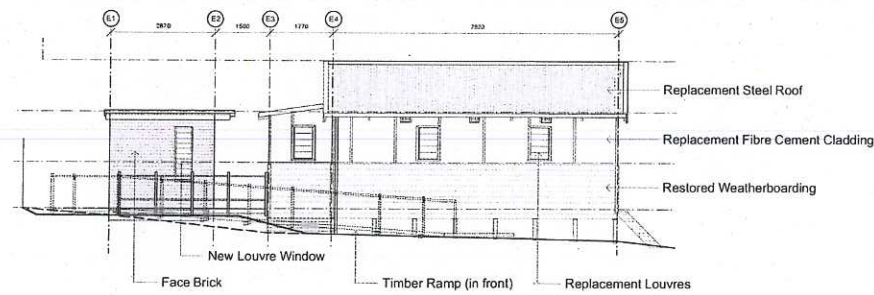 E1 E2 E3 E4 E5
2870 1500 1770 7930
Replacement Steel Roof
Replacement Fibre Cement Cladding
Restored Weatherboarding
New Louvre Window
Face Brick
Timber Ramp (in front)
Replacement Louvres